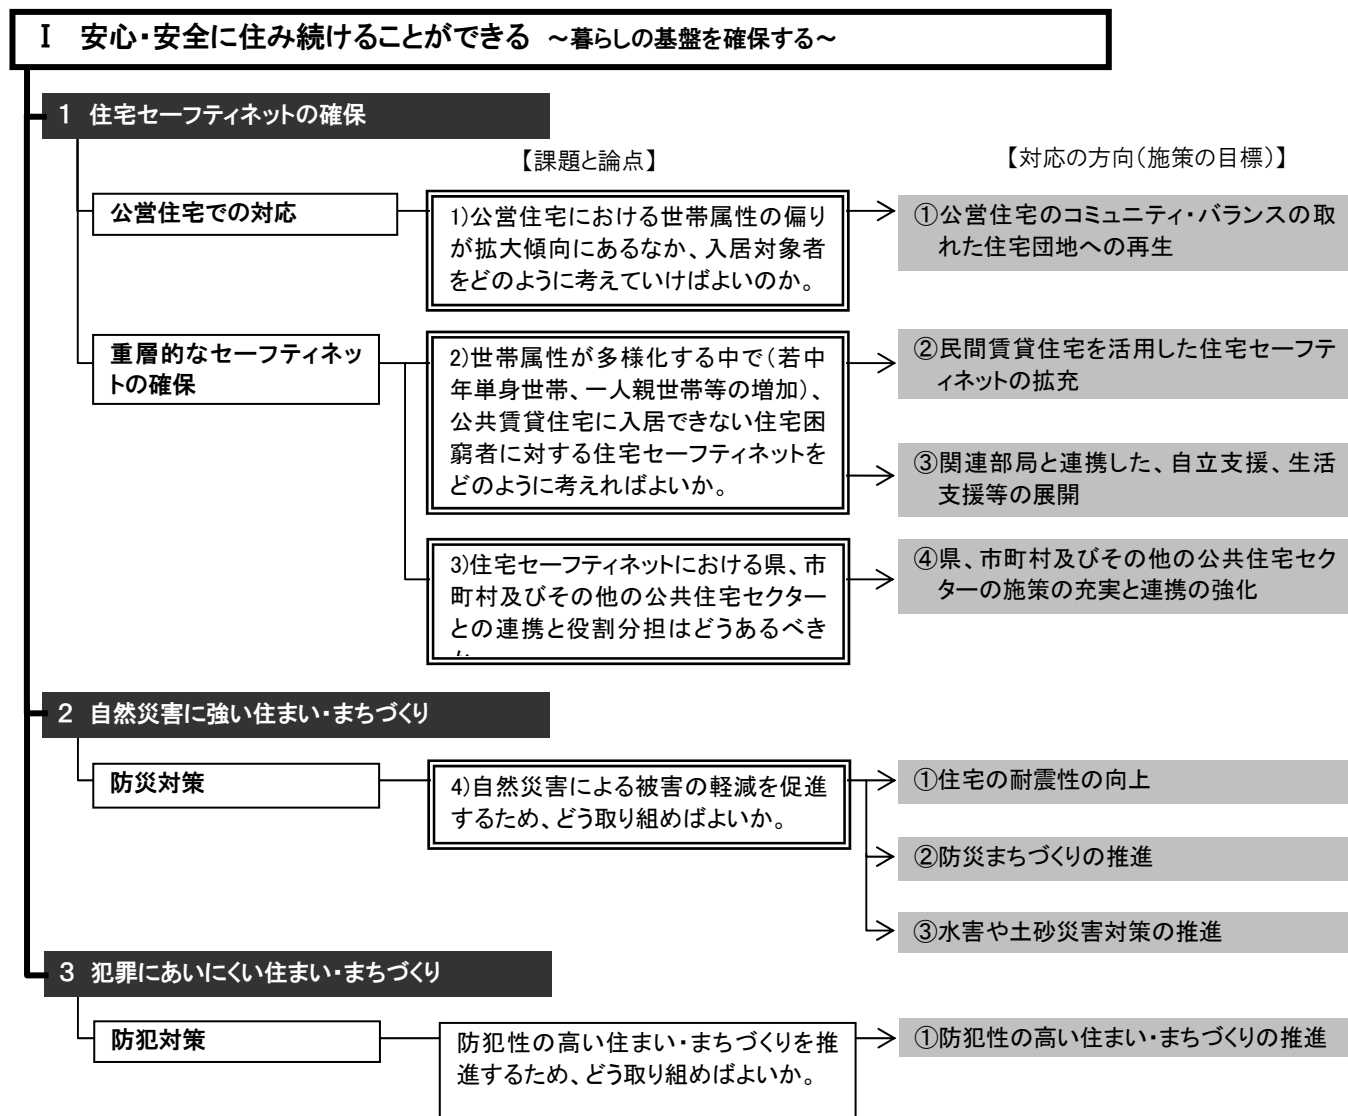 Ⅰ 安心・安全に住み続けることができる ～暮らしの基盤を確保する～
1 住宅セーフティネットの確保
【課題と論点】
【対応の方向(施策の目標)】
公営住宅での対応
1)公営住宅における世帯属性の偏り
が拡大傾向にあるなか、入居対象者
をどのように考えていけばよいのか。
①公営住宅のコミュニティ・バランスの取
れた住宅団地への再生
重層的なセーフティネッ
トの確保
2)世帯属性が多様化する中で(若中
年単身世帯、一人親世帯等の増加)、
公共賃貸住宅に入居できない住宅困
窮者に対する住宅セーフティネットを
どのように考えればよいか。
②民間賃貸住宅を活用した住宅セーフテ
ィネットの拡充
③関連部局と連携した、自立支援、生活
支援等の展開
3)住宅セーフティネットにおける県、市
町村及びその他の公共住宅セクター
との連携と役割分担はどうあるべき
④県、市町村及びその他の公共住宅セク
ターの施策の充実と連携の強化
2 自然災害に強い住まい・まちづくり
防災対策
4)自然災害による被害の軽減を促進
するため、どう取り組めばよいか。
①住宅の耐震性の向上
②防災まちづくりの推進
③水害や土砂災害対策の推進
3 犯罪にあいにくい住まい・まちづくり
防犯対策
防犯性の高い住まい・まちづくりを推
進するため、どう取り組めばよいか。
①防犯性の高い住まい・まちづくりの推進